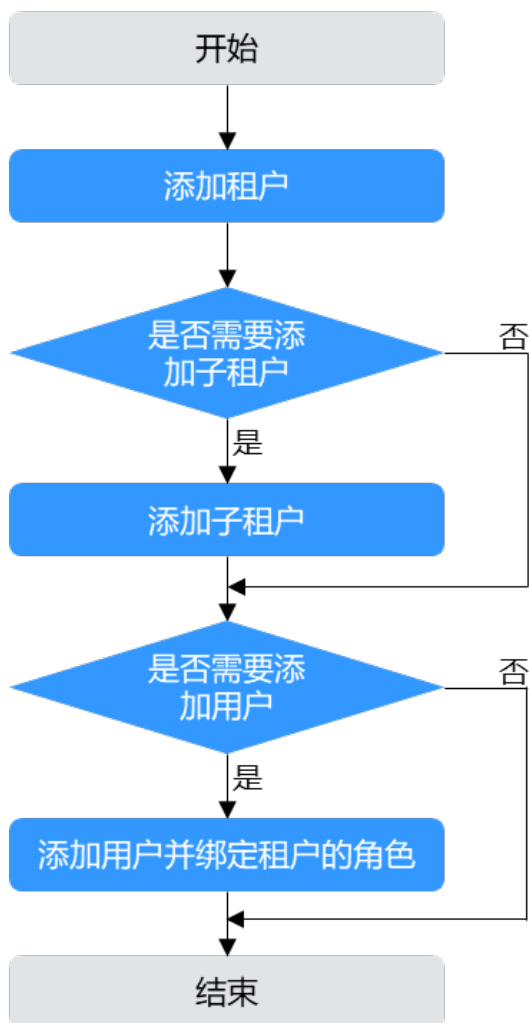 开始
添加租户
是否需要添
加子租户
否
是
添加子租户
是否需要添
加用户
否
是
添加用户并绑定租户的角色
结束